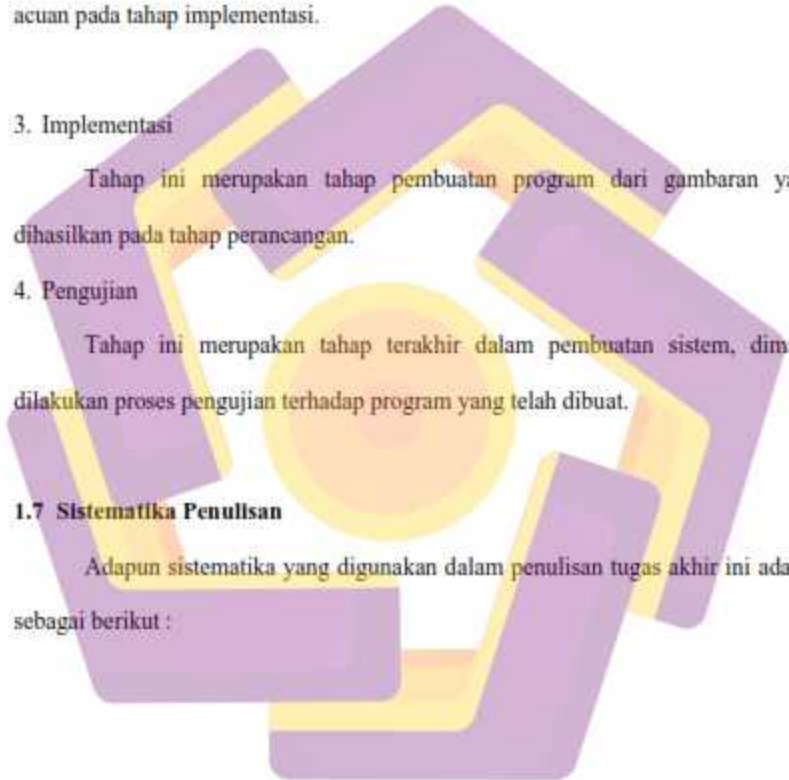 acuan pada tahap implementasi.
3. Implementasi
Tahap ini merupakan tahap pembuatan program dari gambaran
dihasilkan pada tahap perancangan.
4. Pengujian
Tahap ini merupakan tahap terakhir dalam pembuatan sistem,
dilakukan proses pengujian terhadap program yang telah dibuat.
1.7 Sistematika Penulisan
Adapun sistematika yang digunakan dalam penulisan tugas akhir ini
sebagai berikut :